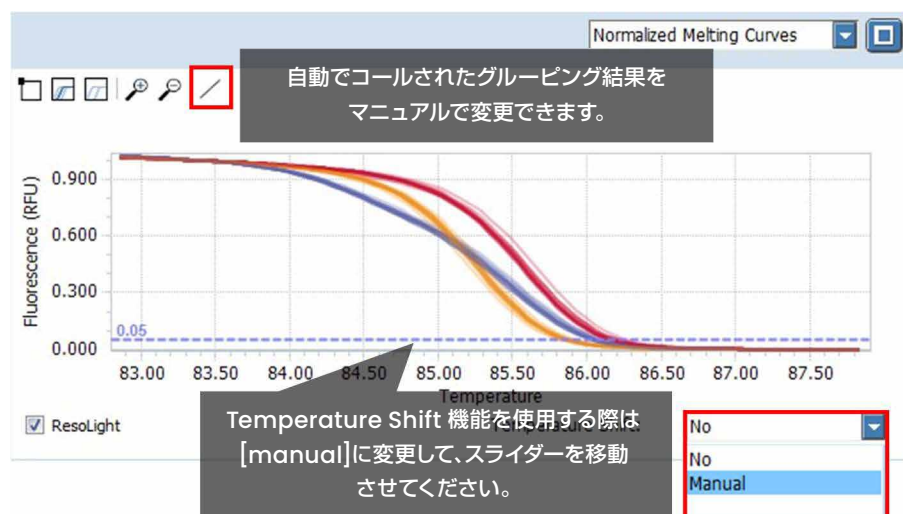 Normalized Melting Curves
自動でコールされたグルーピング結果を
マニュアルで変更できます。
Fluorescence (RFU)
0.900
0.600
0.300
0.05
0.000
83.00 83.50 84.00 84.50 85.00 85.50 86.00 86.50 87.00 87.50
Temperature
ResoLight
Temperature Shift:
No
No
Manual
Temperature Shift 機能を使用する際は
[manual]に変更して、スライダーを移動
させてください。